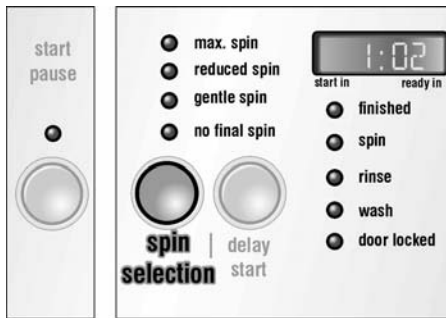 start
pause
max. spin
reduced spin
gentle spin
no final spin
spin
selection
delay
start
1:02
start in ready in
finished
spin
rinse
wash
door locked